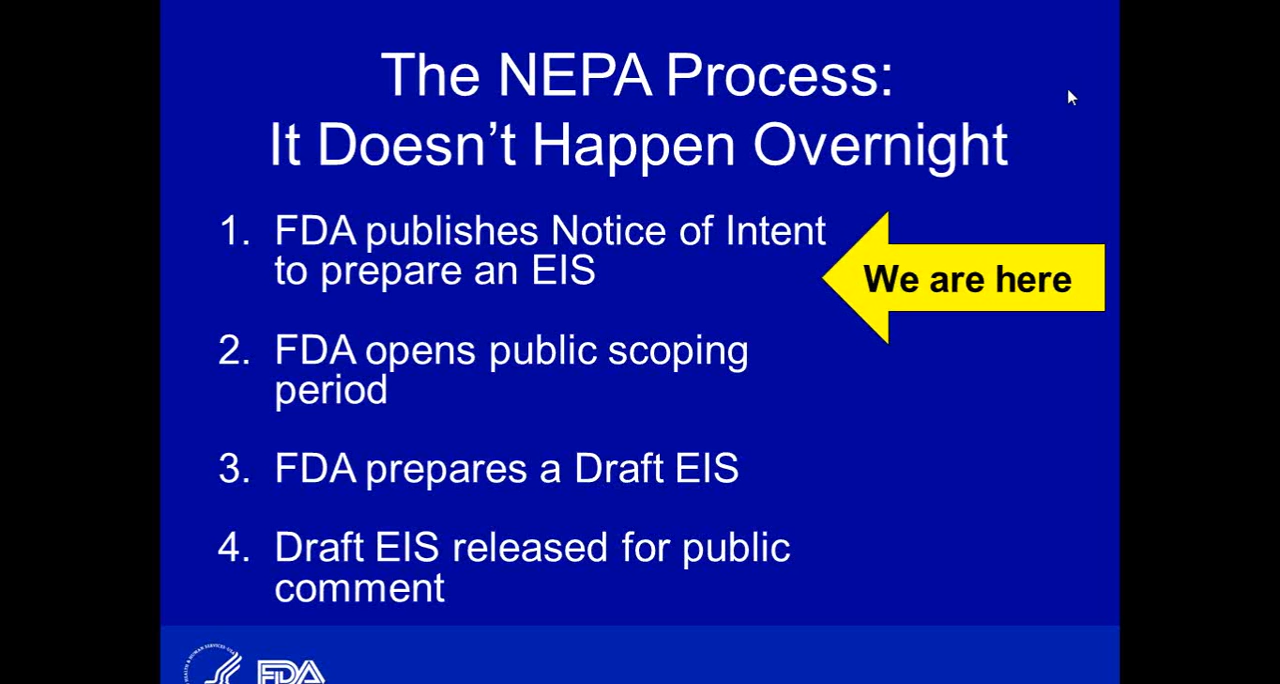 The NEPA Process:
It Doesn’t Happen Overnight
1. FDA publishes Notice of Intent
to prepare an EIS
We are here
2. FDA opens public scoping
period
3. FDA prepares a Draft EIS
4. Draft EIS released for public
comment
FDA